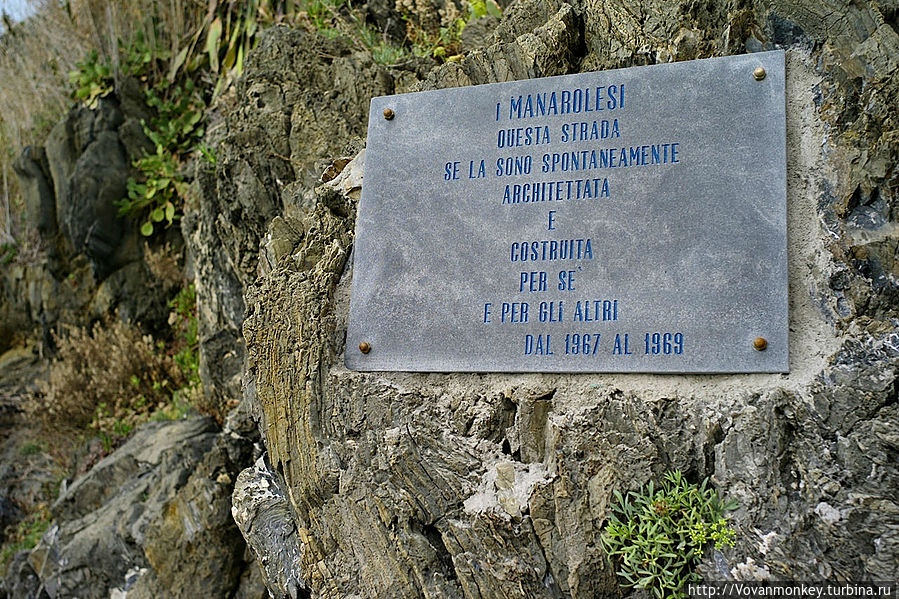 I MANAROLESI
QUESTA STRADA
SE LA SONO SPONTANEAMENTE
ARCHITETTATA
E
COSTRUITA
PER SE'
E PER GLI ALTRI
DAL 1967 AL 1969
http://Vovanmonkey.turbina.ru